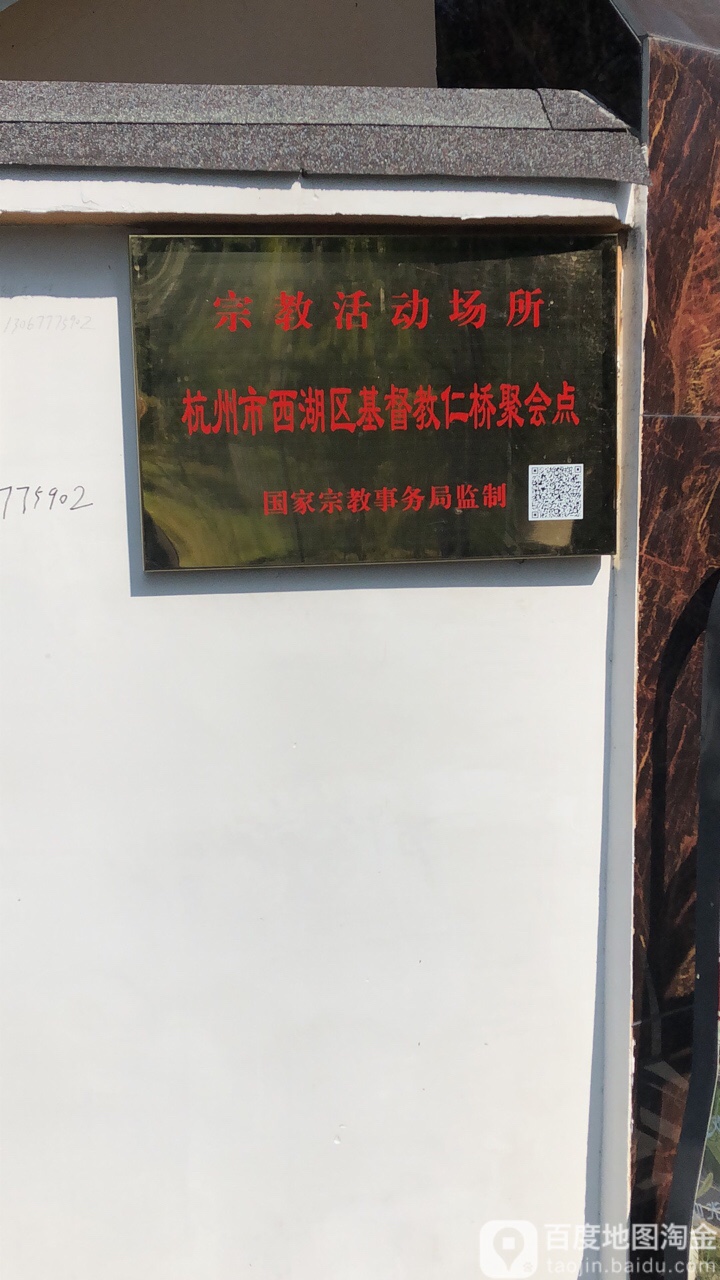 宗教活动场所
杭州市西湖区基督教仁桥聚会点
国家宗教事务局监制
775902
百度地图淘金
taojin.baidu.com